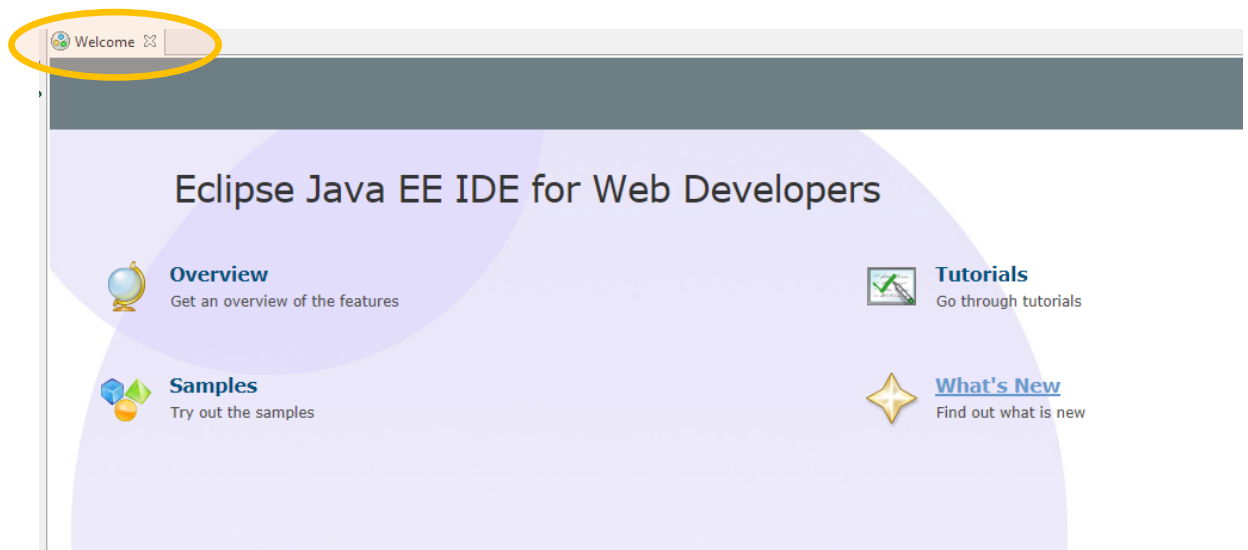 Welcome
Eclipse Java EE IDE for Web Developers
Overview
Get an overview of the features
Tutorials
Go through tutorials
Samples
Try out the samples
What's New
Find out what is new